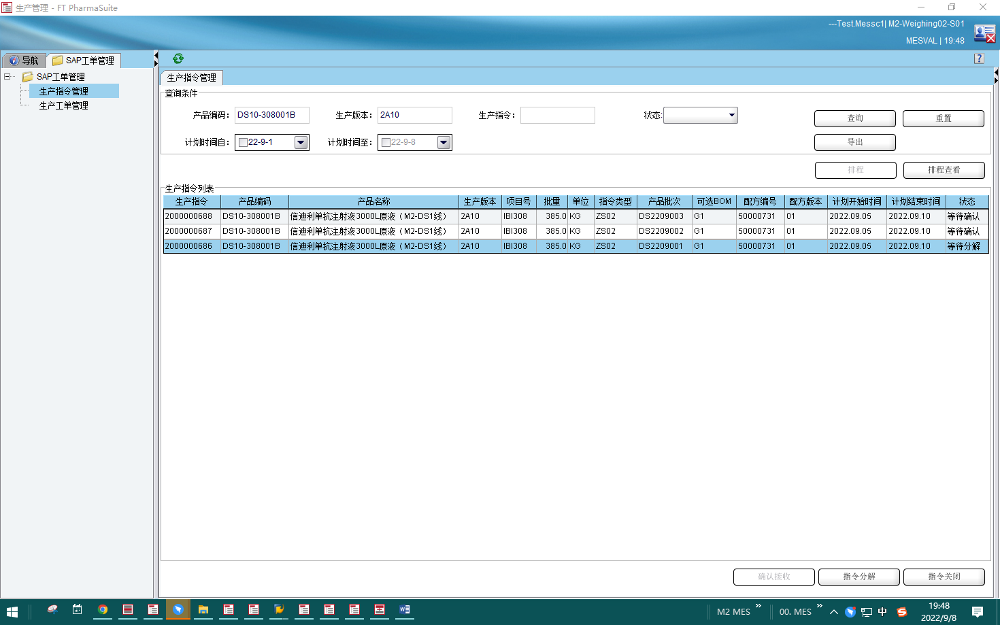 生产管理 - FT PharmaSuite
---Test.Messc1| M2-Weighing02-S01
MESVAL | 19:48
导航 SAP工单管理
SAP工单管理
生产指令管理
生产工单管理
生产指令管理
查询条件
产品编码: DS10-308001B 生产版本: 2A10 生产指令: 状态: 查询 重置
计划时间自: 22-9-1 计划时间至: 22-9-8 导出
排程 排程查看
生产指令列表
生产指令 产品编码 产品名称 生产版本 项目号 批量 单位 指令类型 产品批次 可选BOM 配方编号 配方版本 计划开始时间 计划结束时间 状态
2000000688 DS10-308001B 信迪利单抗注射液3000L原液（M2-DS1线） 2A10 IBI308 385.0 KG ZS02 DS2209003 G1 50000731 01 2022.09.05 2022.09.10 等待确认
2000000687 DS10-308001B 信迪利单抗注射液3000L原液（M2-DS1线） 2A10 IBI308 385.0 KG ZS02 DS2209002 G1 50000731 01 2022.09.05 2022.09.10 等待确认
2000000686 DS10-308001B 信迪利单抗注射液3000L原液（M2-DS1线） 2A10 IBI308 385.0 KG ZS02 DS2209001 G1 50000731 01 2022.09.05 2022.09.10 等待分解
确认接收 指令分解 指令关闭
M2 MES 00. MES 中 19:48
2022/9/8